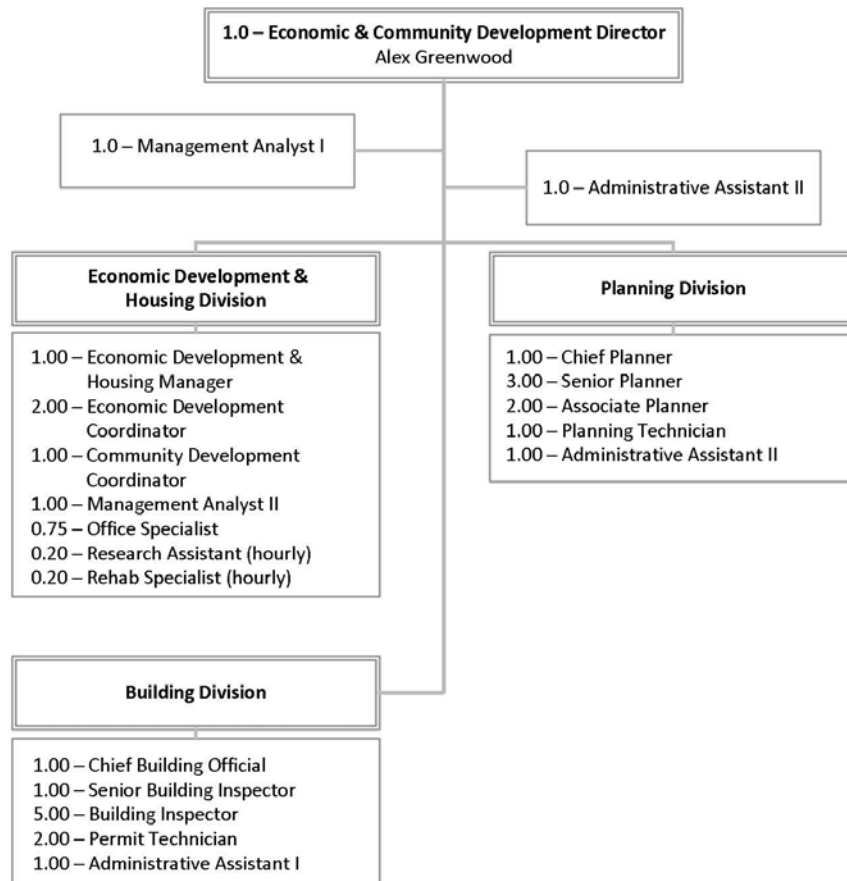 1.0 – Economic & Community Development Director
Alex Greenwood
1.0 – Management Analyst I
1.0 – Administrative Assistant II
Economic Development &
Housing Division
1.00 – Economic Development &
Housing Manager
2.00 – Economic Development
Coordinator
1.00 – Community Development
Coordinator
1.00 – Management Analyst II
0.75 – Office Specialist
0.20 – Research Assistant (hourly)
0.20 – Rehab Specialist (hourly)
Planning Division
1.00 – Chief Planner
3.00 – Senior Planner
2.00 – Associate Planner
1.00 – Planning Technician
1.00 – Administrative Assistant II
Building Division
1.00 – Chief Building Official
1.00 – Senior Building Inspector
5.00 – Building Inspector
2.00 – Permit Technician
1.00 – Administrative Assistant I